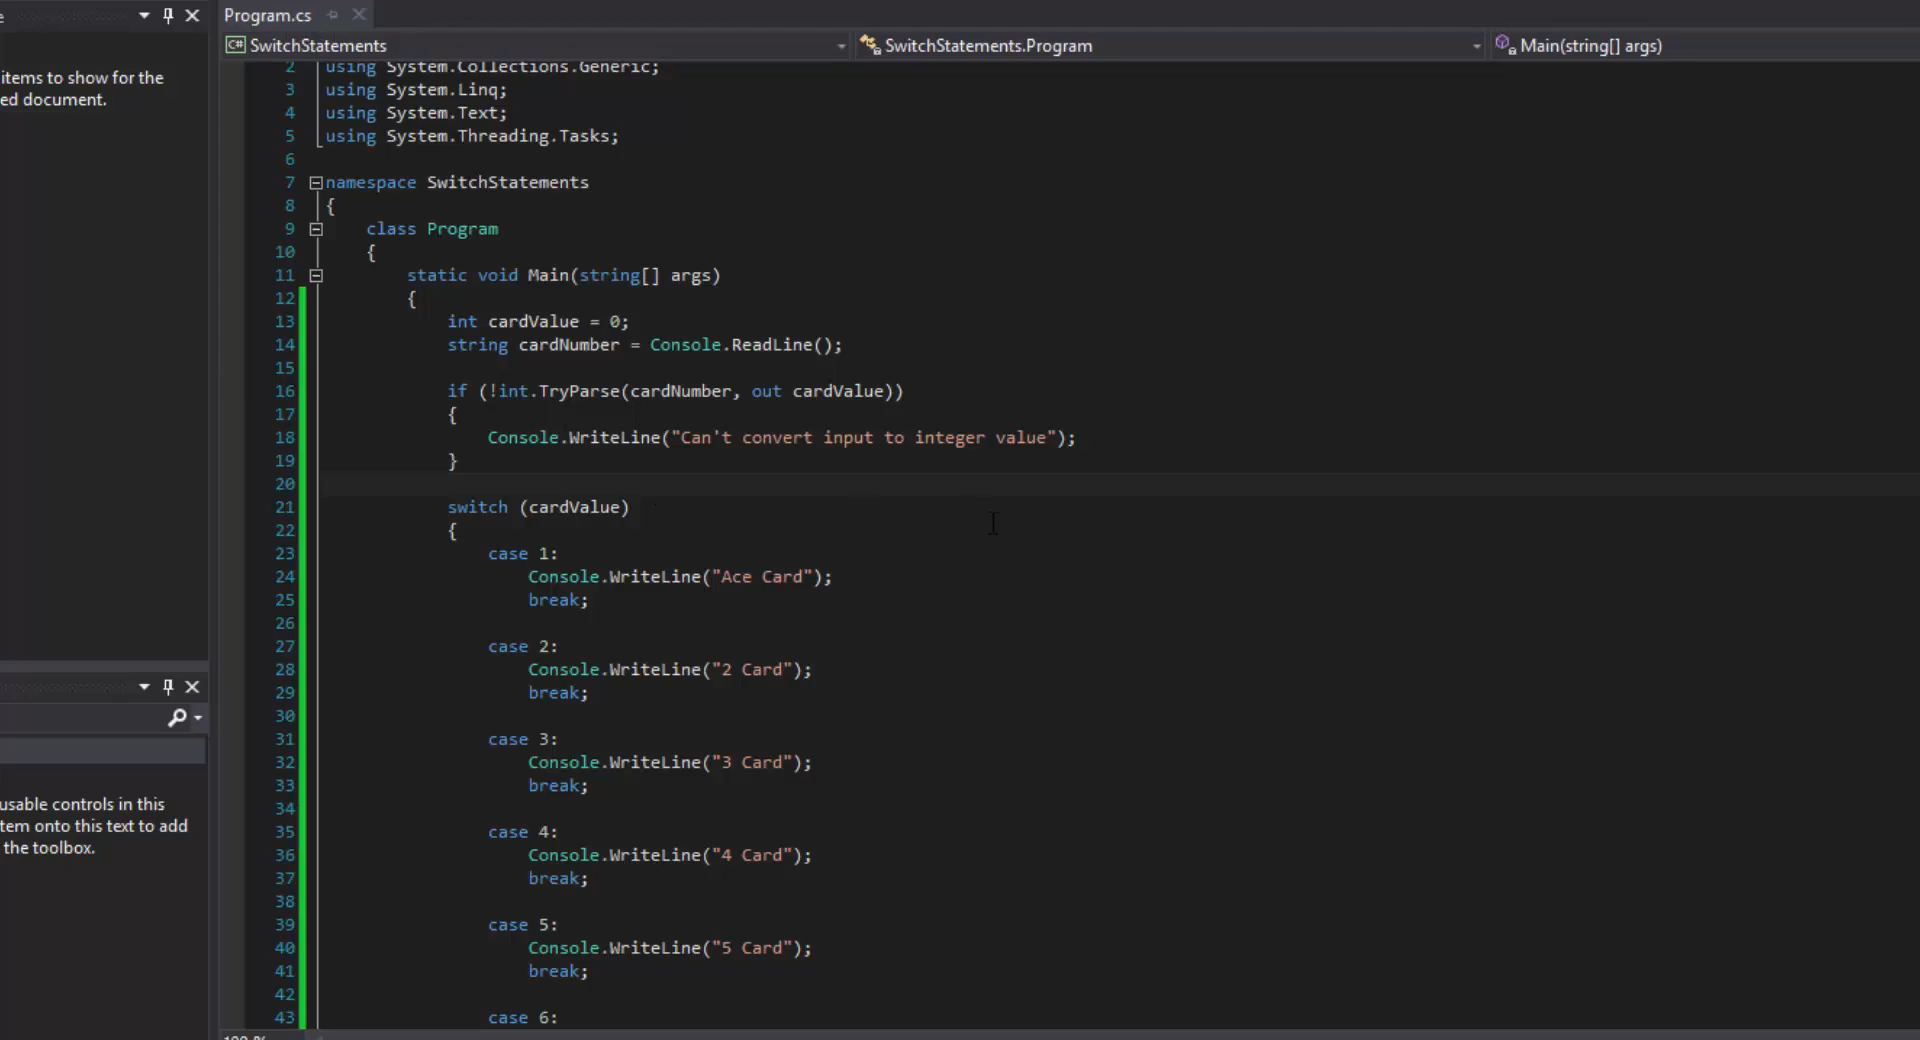 Program.cs
SwitchStatements
SwitchStatements.Program
Main(string[] args)
items to show for the
ed document.
2 using System.Collections.Generic;
3 using System.Linq;
4 using System.Text;
5 using System.Threading.Tasks;
6
7 namespace SwitchStatements
8 {
9 class Program
10 {
11 static void Main(string[] args)
12 {
13 int cardValue = 0;
14 string cardNumber = Console.ReadLine();
15
16 if (!int.TryParse(cardNumber, out cardValue))
17 {
18 Console.WriteLine("Can't convert input to integer value");
19 }
20
21 switch (cardValue)
22 {
23 case 1:
24 Console.WriteLine("Ace Card");
25 break;
26
27 case 2:
28 Console.WriteLine("2 Card");
29 break;
30
31 case 3:
32 Console.WriteLine("3 Card");
33 break;
34
35 case 4:
36 Console.WriteLine("4 Card");
37 break;
38
39 case 5:
40 Console.WriteLine("5 Card");
41 break;
42
43 case 6:
usable controls in this
tem onto this text to add
the toolbox.